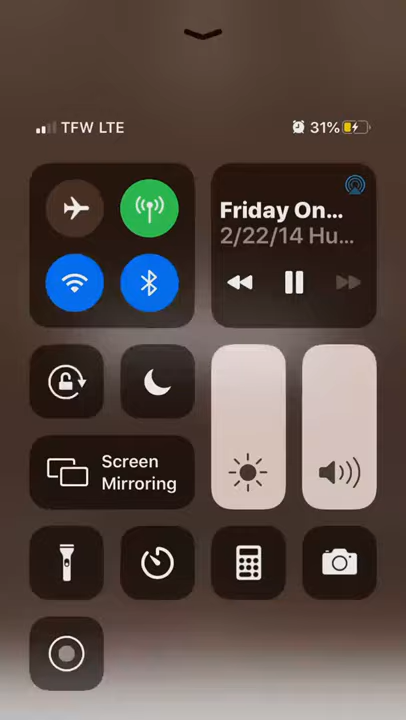 TFW LTE
31%
Friday On...
2/22/14 Hu...
Screen
Mirroring